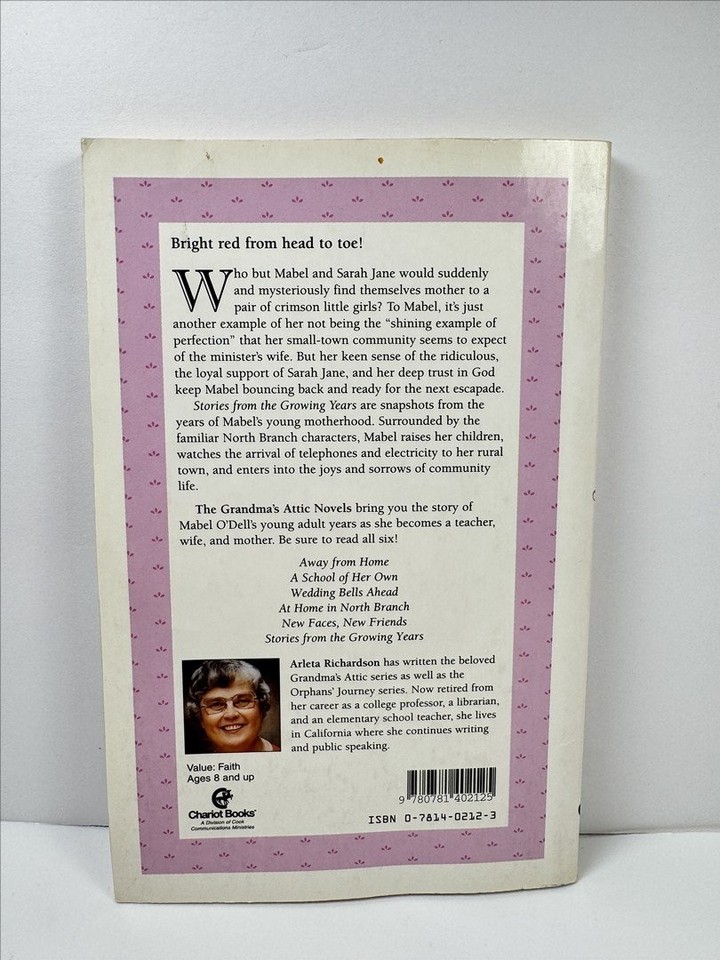 Bright red from head to toe!
Who but Mabel and Sarah Jane would suddenly
and mysteriously find themselves mother to a
pair of crimson little girls? To Mabel, it's just
another example of her not being the “shining example of
perfection” that her small-town community seems to expect
of the minister's wife. But her keen sense of the ridiculous,
the loyal support of Sarah Jane, and her deep trust in God
keep Mabel bouncing back and ready for the next escapade.
Stories from the Growing Years are snapshots from the
years of Mabel's young motherhood. Surrounded by the
familiar North Branch characters, Mabel raises her children,
watches the arrival of telephones and electricity to her rural
town, and enters into the joys and sorrows of community
life.
The Grandma's Attic Novels bring you the story of
Mabel O'Dell's young adult years as she becomes a teacher,
wife, and mother. Be sure to read all six!
Away from Home
A School of Her Own
Wedding Bells Ahead
At Home in North Branch
New Faces, New Friends
Stories from the Growing Years
Arleta Richardson has written the beloved
Grandma's Attic series as well as the
Orphans' Journey series. Now retired from
her career as a college professor, a librarian,
and an elementary school teacher, she lives
in California where she continues writing
and public speaking.
Value: Faith
Ages 8 and up
Chariot Books™
A Division of Cook
Communications Ministries
9 780781 402125
ISBN 0-7814-0212-3